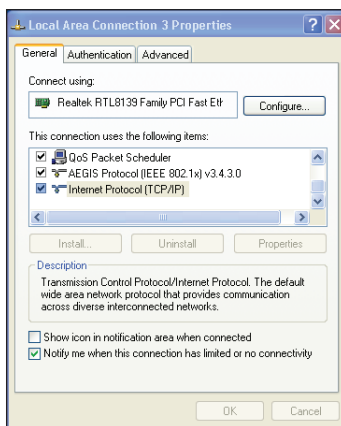 Local Area Connection 3 Properties
General Authentication Advanced
Connect using:
Realtek RTL8139 Family PCI Fast Eth
Configure...
This connection uses the following items:
QoS Packet Scheduler
AEGIS Protocol (IEEE 802.1x) v3.4.3.0
Internet Protocol (TCP/IP)
Install... Uninstall Properties
Description
Transmission Control Protocol/Internet Protocol. The default
wide area network protocol that provides communication
across diverse interconnected networks.
Show icon in notification area when connected
Notify me when this connection has limited or no connectivity
OK Cancel